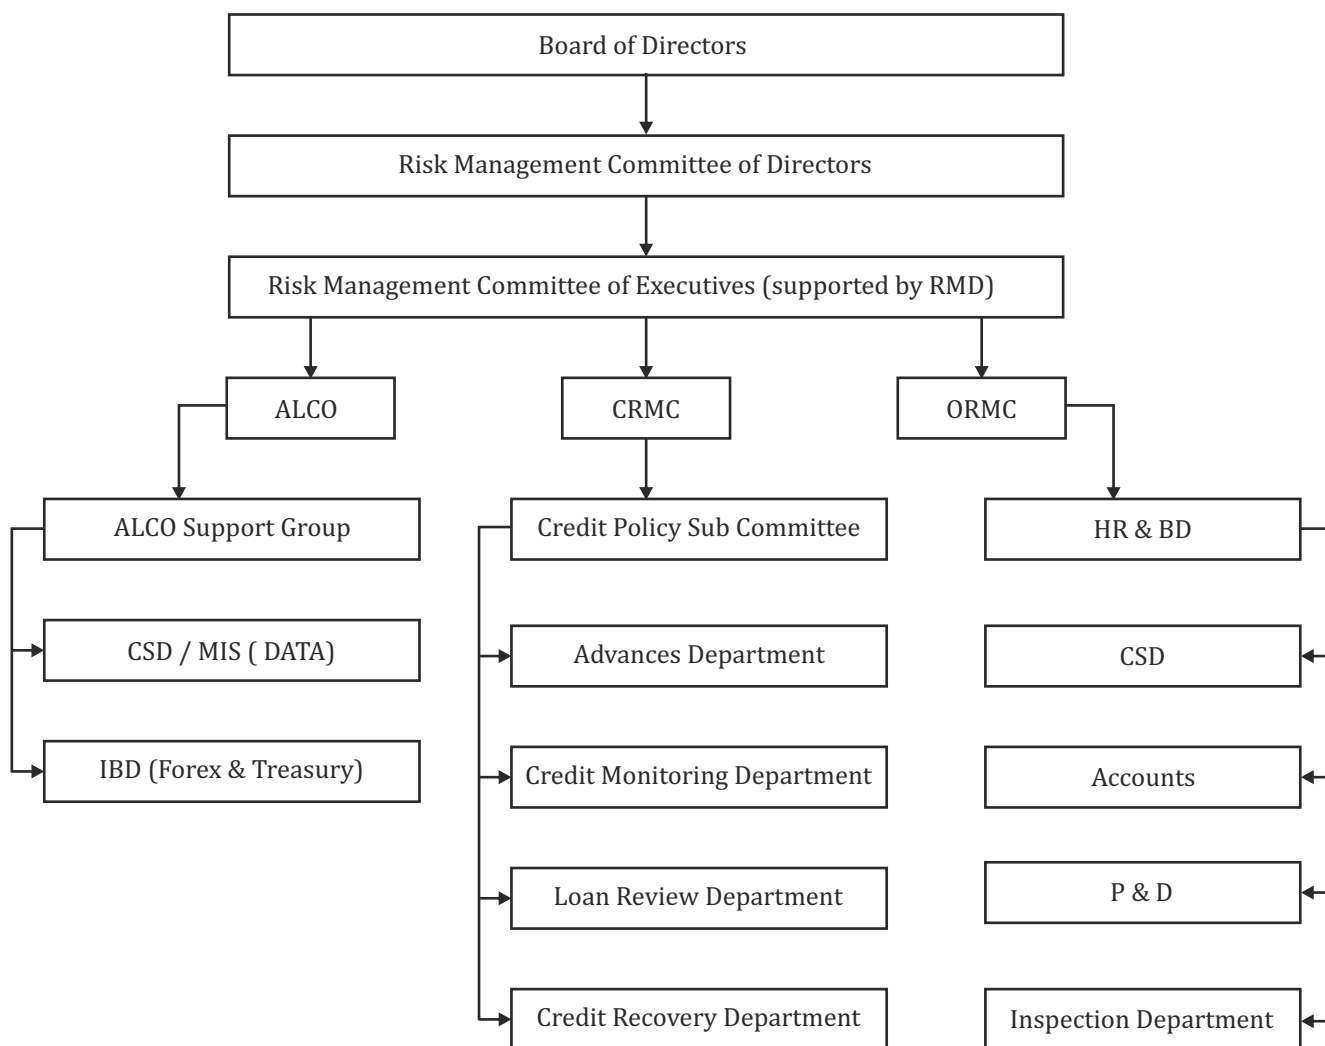 Board of Directors
Risk Management Committee of Directors
Risk Management Committee of Executives (supported by RMD)
ALCO
CRMC
ORMC
ALCO Support Group
Credit Policy Sub Committee
HR & BD
CSD / MIS ( DATA)
Advances Department
CSD
IBD (Forex & Treasury)
Credit Monitoring Department
Accounts
Loan Review Department
P & D
Credit Recovery Department
Inspection Department